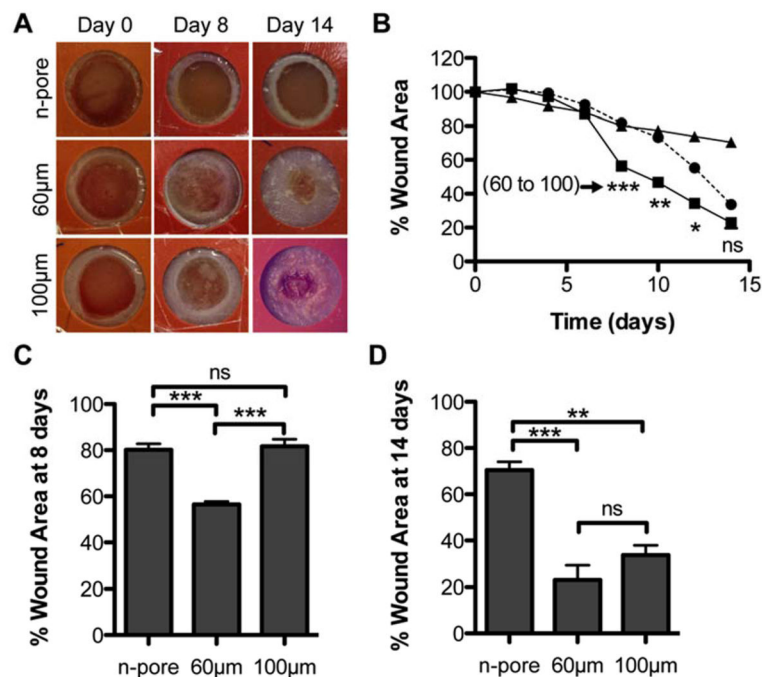 A
Day 0 Day 8 Day 14
n-pore
60µm
100µm
B
% Wound Area
120
100
80
60
40
20
0
(60 to 100)
***
**
*
ns
0 5 10 15
Time (days)
C
% Wound Area at 8 days
100
80
60
40
20
0
ns
*** ***
n-pore 60µm 100µm
D
% Wound Area at 14 days
100
80
60
40
20
0
**
***
ns
n-pore 60µm 100µm